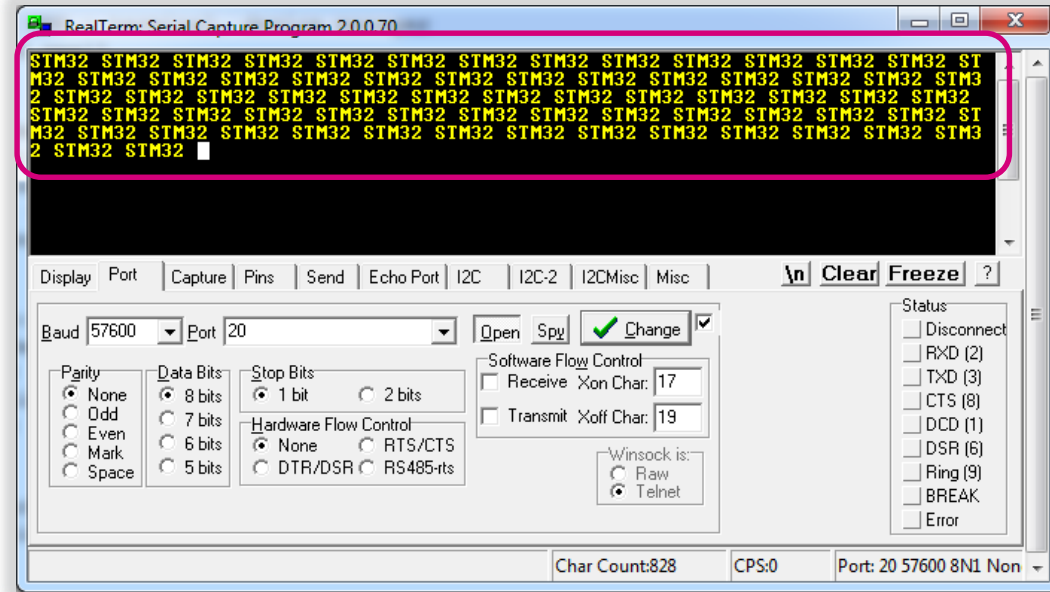 RealTerm: Serial Capture Program 2.0.0.70
STM32 STM32 STM32 STM32 STM32 STM32 STM32 STM32 STM32 STM32 STM32 STM32 STM32 ST
M32 STM32 STM32 STM32 STM32 STM32 STM32 STM32 STM32 STM32 STM32 STM32 STM32 STM3
2 STM32 STM32 STM32 STM32 STM32 STM32 STM32 STM32 STM32 STM32 STM32 STM32 STM32
STM32 STM32 STM32 STM32 STM32 STM32 STM32 STM32 STM32 STM32 STM32 STM32 STM32 ST
M32 STM32 STM32 STM32 STM32 STM32 STM32 STM32 STM32 STM32 STM32 STM32 STM32 STM3
2 STM32 STM32
Display Port Capture Pins Send Echo Port I2C I2C-2 I2CMisc Misc \n Clear Freeze ?
Baud 57600 Port 20 Open Spy Change
Parity
None
Odd
Even
Mark
Space
Data Bits
8 bits
7 bits
6 bits
5 bits
Stop Bits
1 bit 2 bits
Hardware Flow Control
None RTS/CTS
DTR/DSR RS485-rts
Software Flow Control
Receive Xon Char: 17
Transmit Xoff Char: 19
Winsock is:
Raw
Telnet
Status
Disconnect
RXD (2)
TXD (3)
CTS (8)
DCD (1)
DSR (6)
Ring (9)
BREAK
Error
Char Count:828 CPS:0 Port: 20 57600 8N1 Non